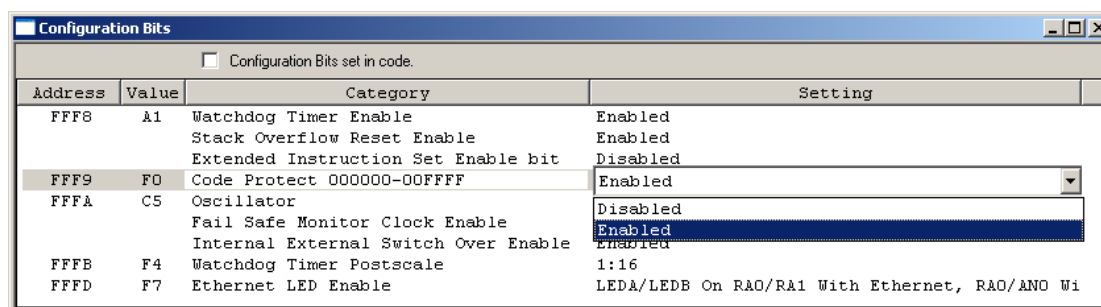 Configuration Bits
Configuration Bits set in code.
Address Value Category Setting
FFF8 A1 Watchdog Timer Enable Enabled
Stack Overflow Reset Enable Enabled
Extended Instruction Set Enable bit Disabled
FFF9 F0 Code Protect 000000-00FFFF Enabled
FFFA C5 Oscillator Disabled
Fail Safe Monitor Clock Enable Enabled
Internal External Switch Over Enable Enabled
FFFB F4 Watchdog Timer Postscale 1:16
FFFD F7 Ethernet LED Enable LEDA/LEDB On RA0/RA1 With Ethernet, RA0/AN0 Wi